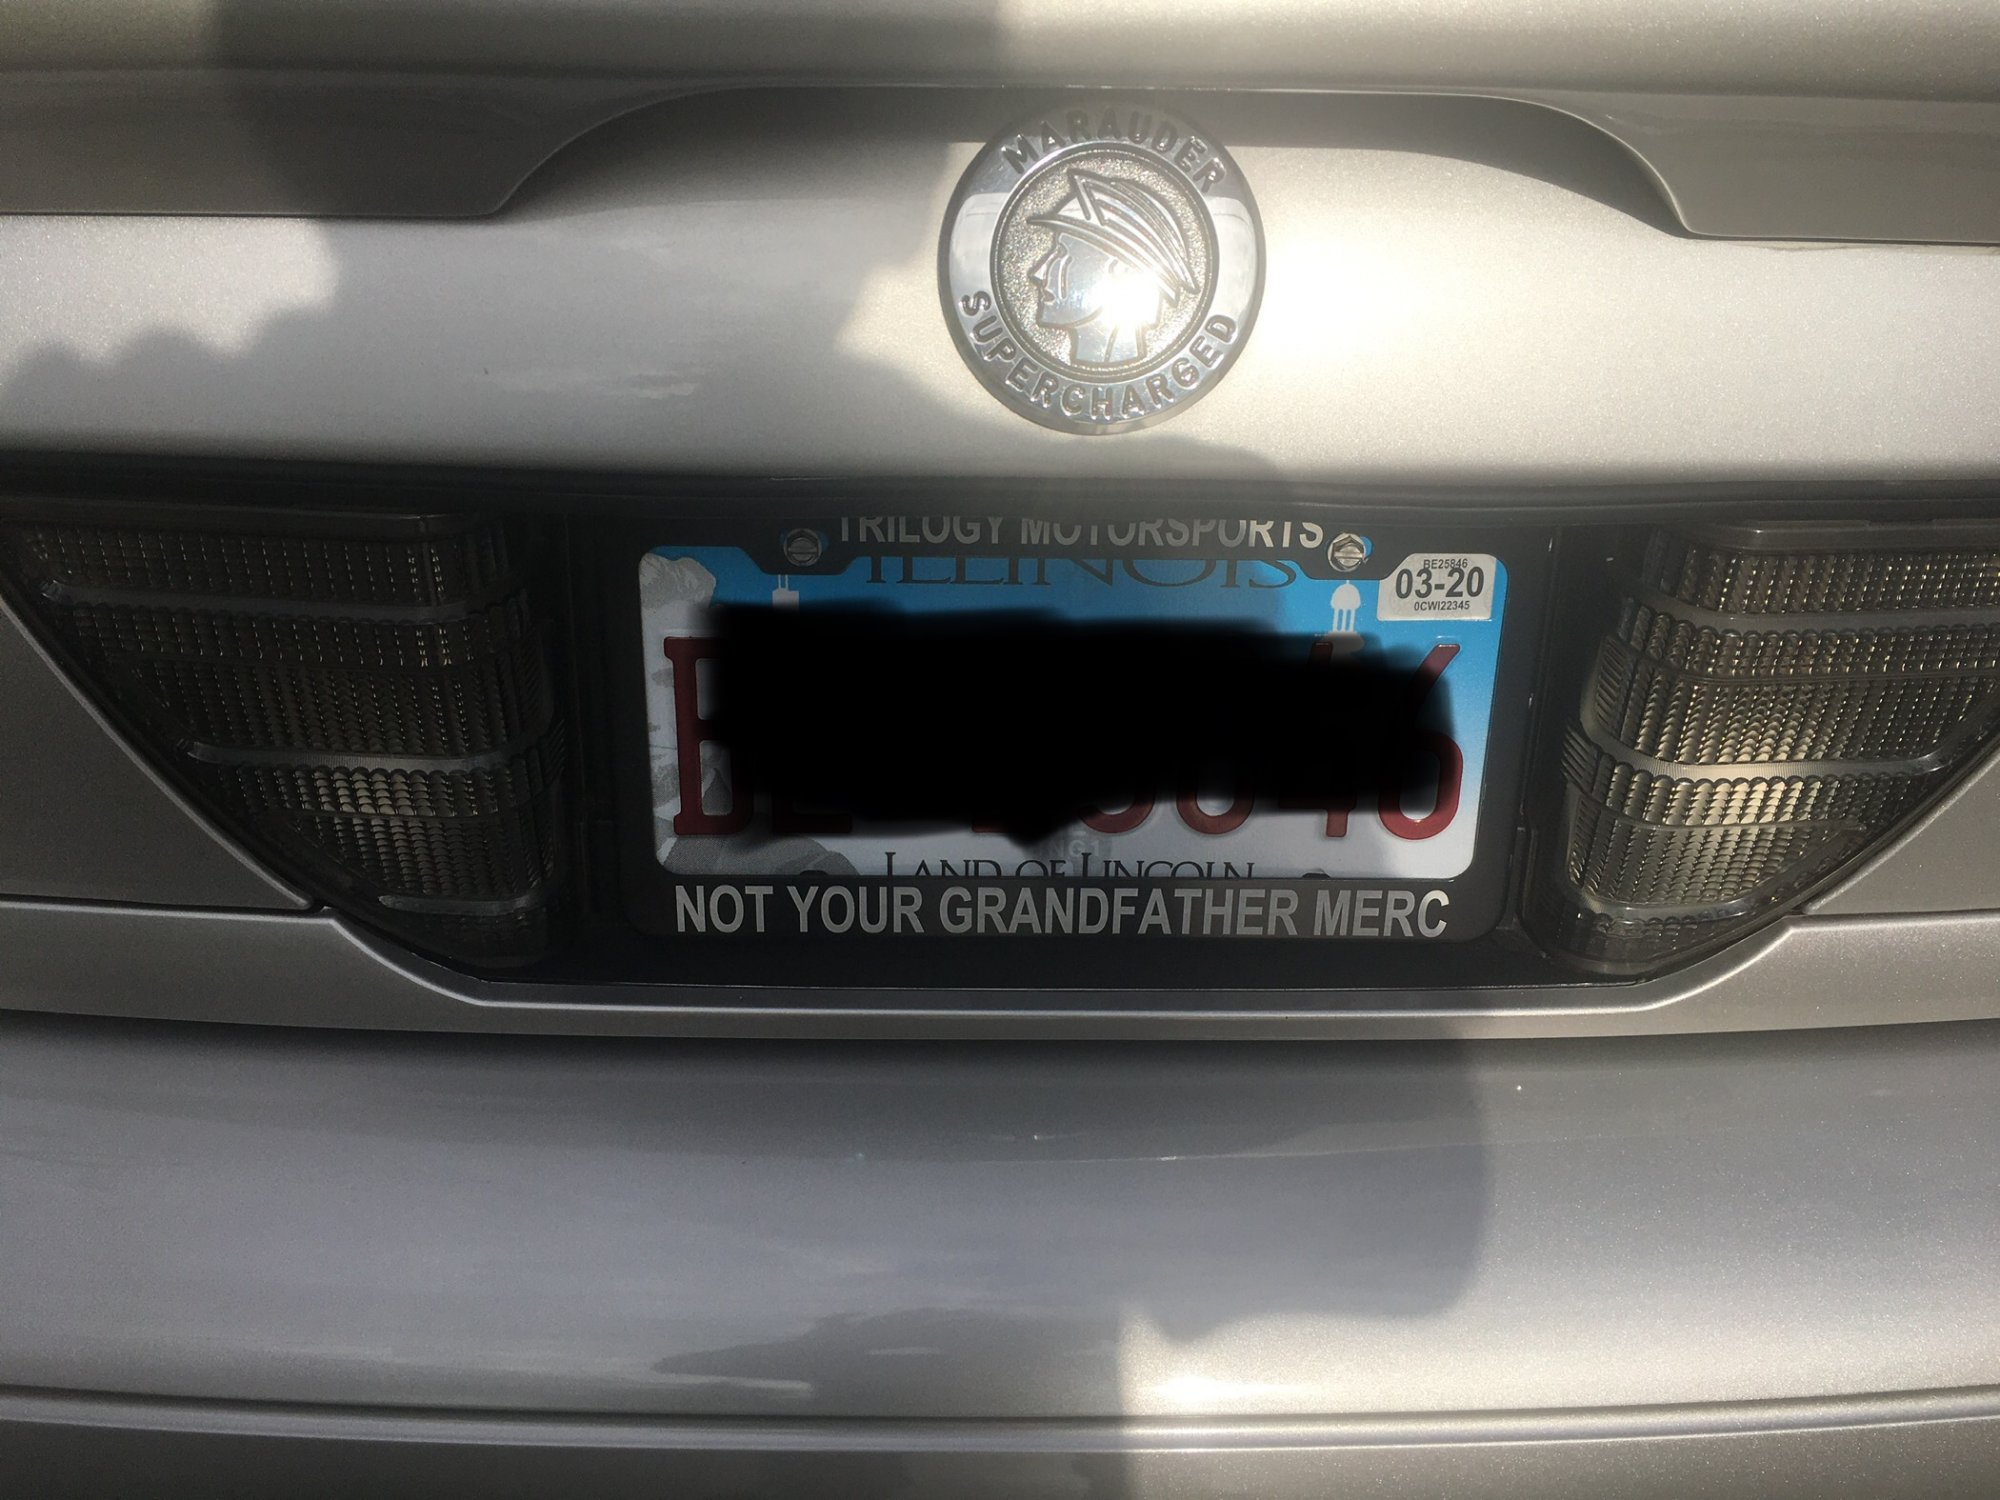 MARAUDER
SUPERCHARGED
TRILOGY MOTORSPORTS
ILLINOIS
BE25846
03-20
0CWI22345
LAND OF LINCOLN
NOT YOUR GRANDFATHER MERC